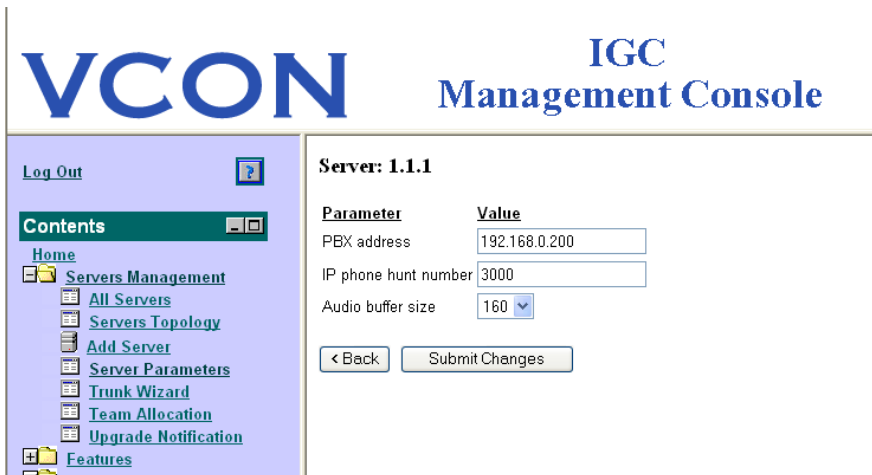 VCON
IGC
Management Console
Log Out
?
Contents
Home
Servers Management
All Servers
Servers Topology
Add Server
Server Parameters
Trunk Wizard
Team Allocation
Upgrade Notification
Features
Server: 1.1.1
Parameter Value
PBX address 192.168.0.200
IP phone hunt number 3000
Audio buffer size 160
< Back Submit Changes